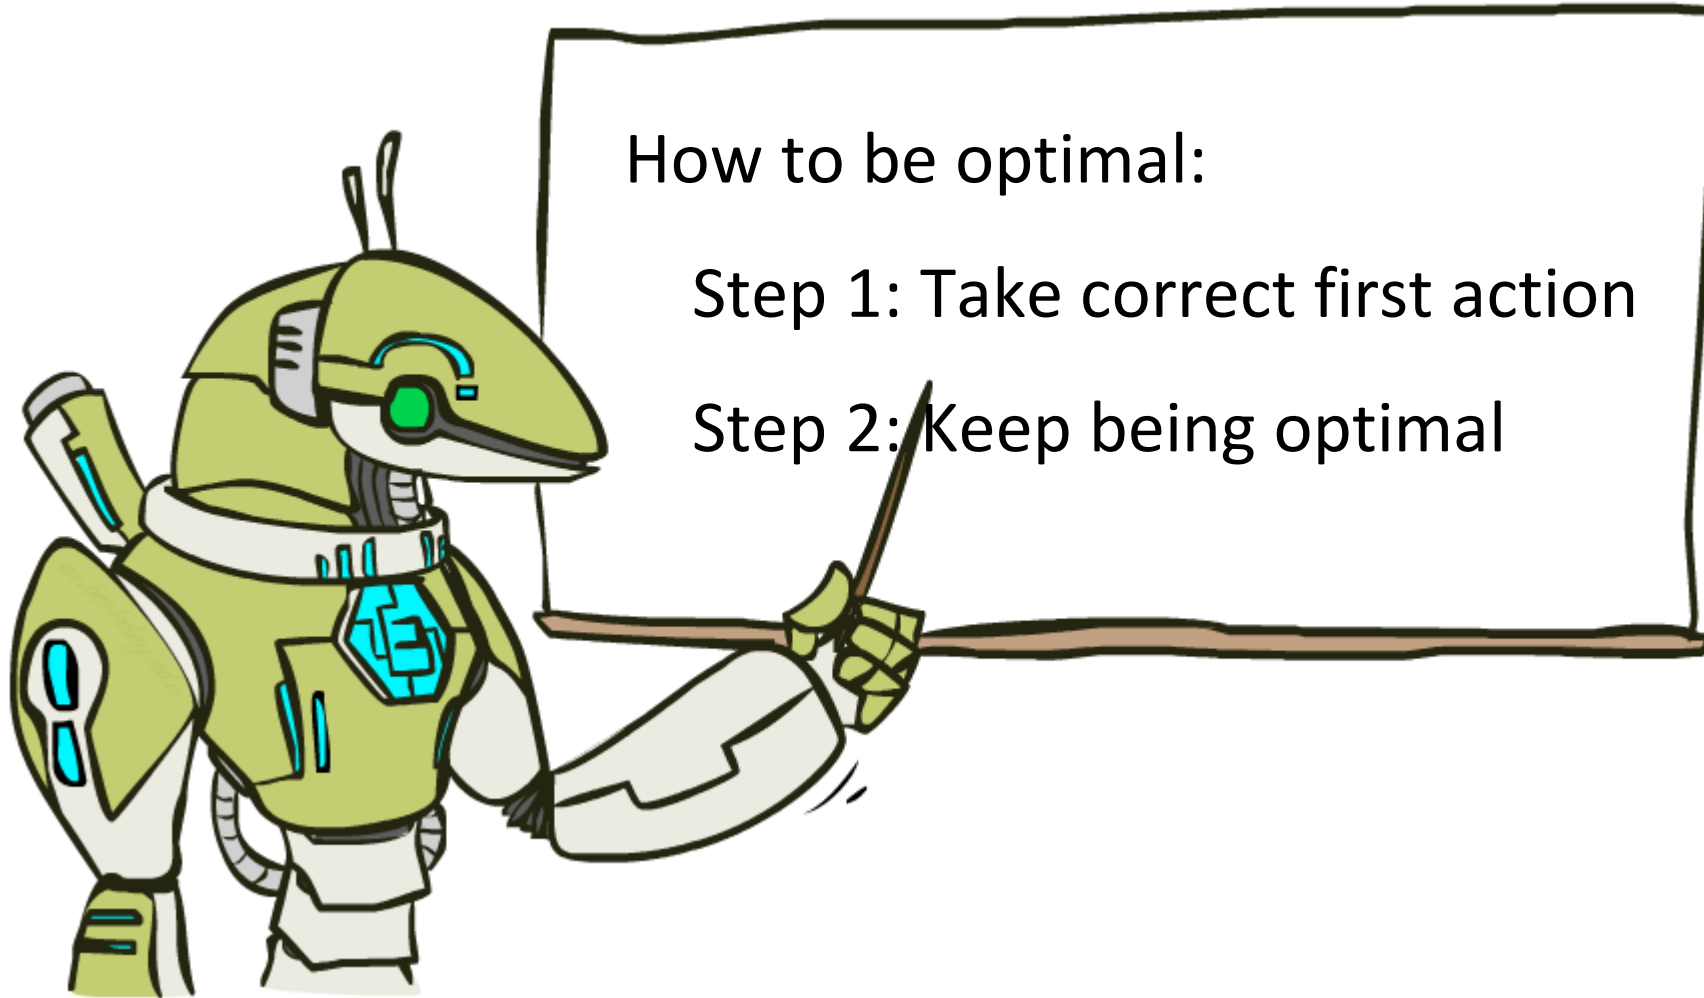 How to be optimal:
Step 1: Take correct first action
Step 2: Keep being optimal